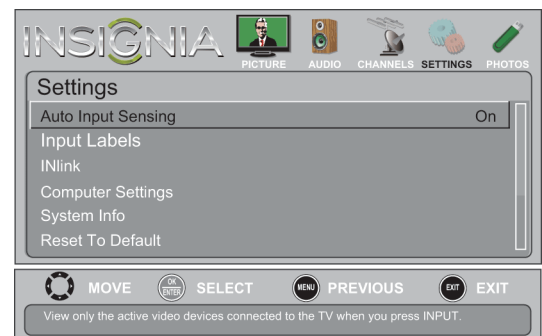 INSIGNIA
PICTURE AUDIO CHANNELS SETTINGS PHOTOS
Settings
Auto Input Sensing On
Input Labels
INlink
Computer Settings
System Info
Reset To Default
MOVE OK ENTER SELECT MENU PREVIOUS EXIT EXIT
View only the active video devices connected to the TV when you press INPUT.